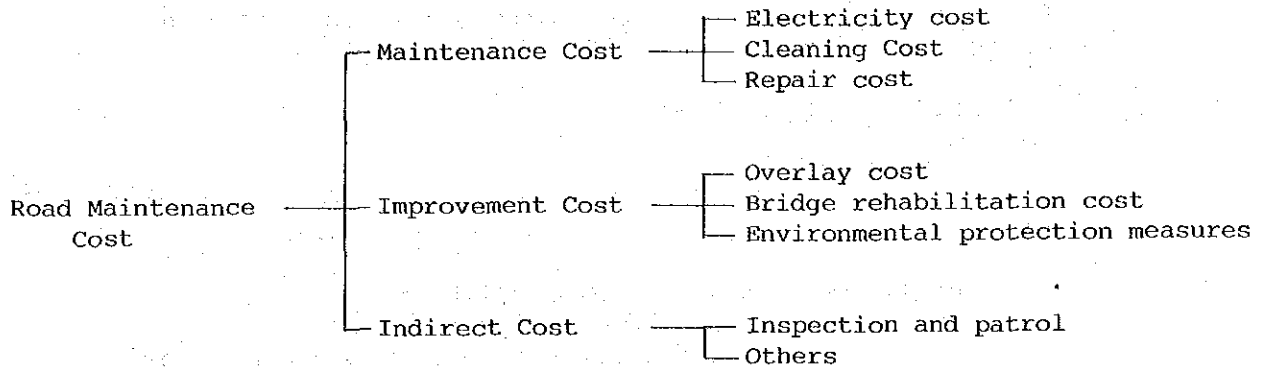 Electricity cost
Maintenance Cost
Cleaning Cost
Repair cost
Overlay cost
Road Maintenance
Cost
Improvement Cost
Bridge rehabilitation cost
Environmental protection measures
Indirect Cost
Inspection and patrol
Others